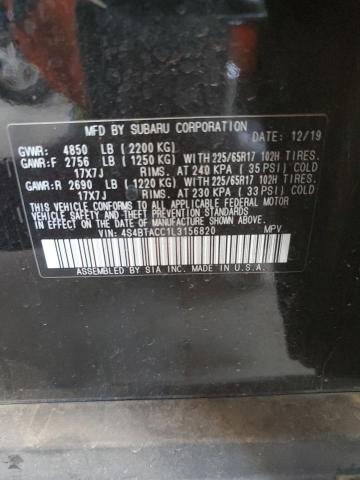 MFD BY SUBARU CORPORATION DATE: 12/19
GVWR: 4850 LB (2200 KG)
GAWR:F 2756 LB (1250 KG) WITH 225/65R17 102H TIRES.
17X7J RIMS. AT 240 KPA ( 35 PSI) COLD
GAWR:R 2690 LB (1220 KG) WITH 225/65R17 102H TIRES.
17X7J RIMS. AT 230 KPA ( 33 PSI) COLD
THIS VEHICLE CONFORMS TO ALL APPLICABLE FEDERAL MOTOR
VEHICLE SAFETY AND THEFT PREVENTION STANDARDS IN EFFECT
ON THE DATE OF MANUFACTURE SHOWN ABOVE.
VIN: 4S4BTACC1L3156820 MPV
ASSEMBLED BY SIA INC. MADE IN U.S.A.